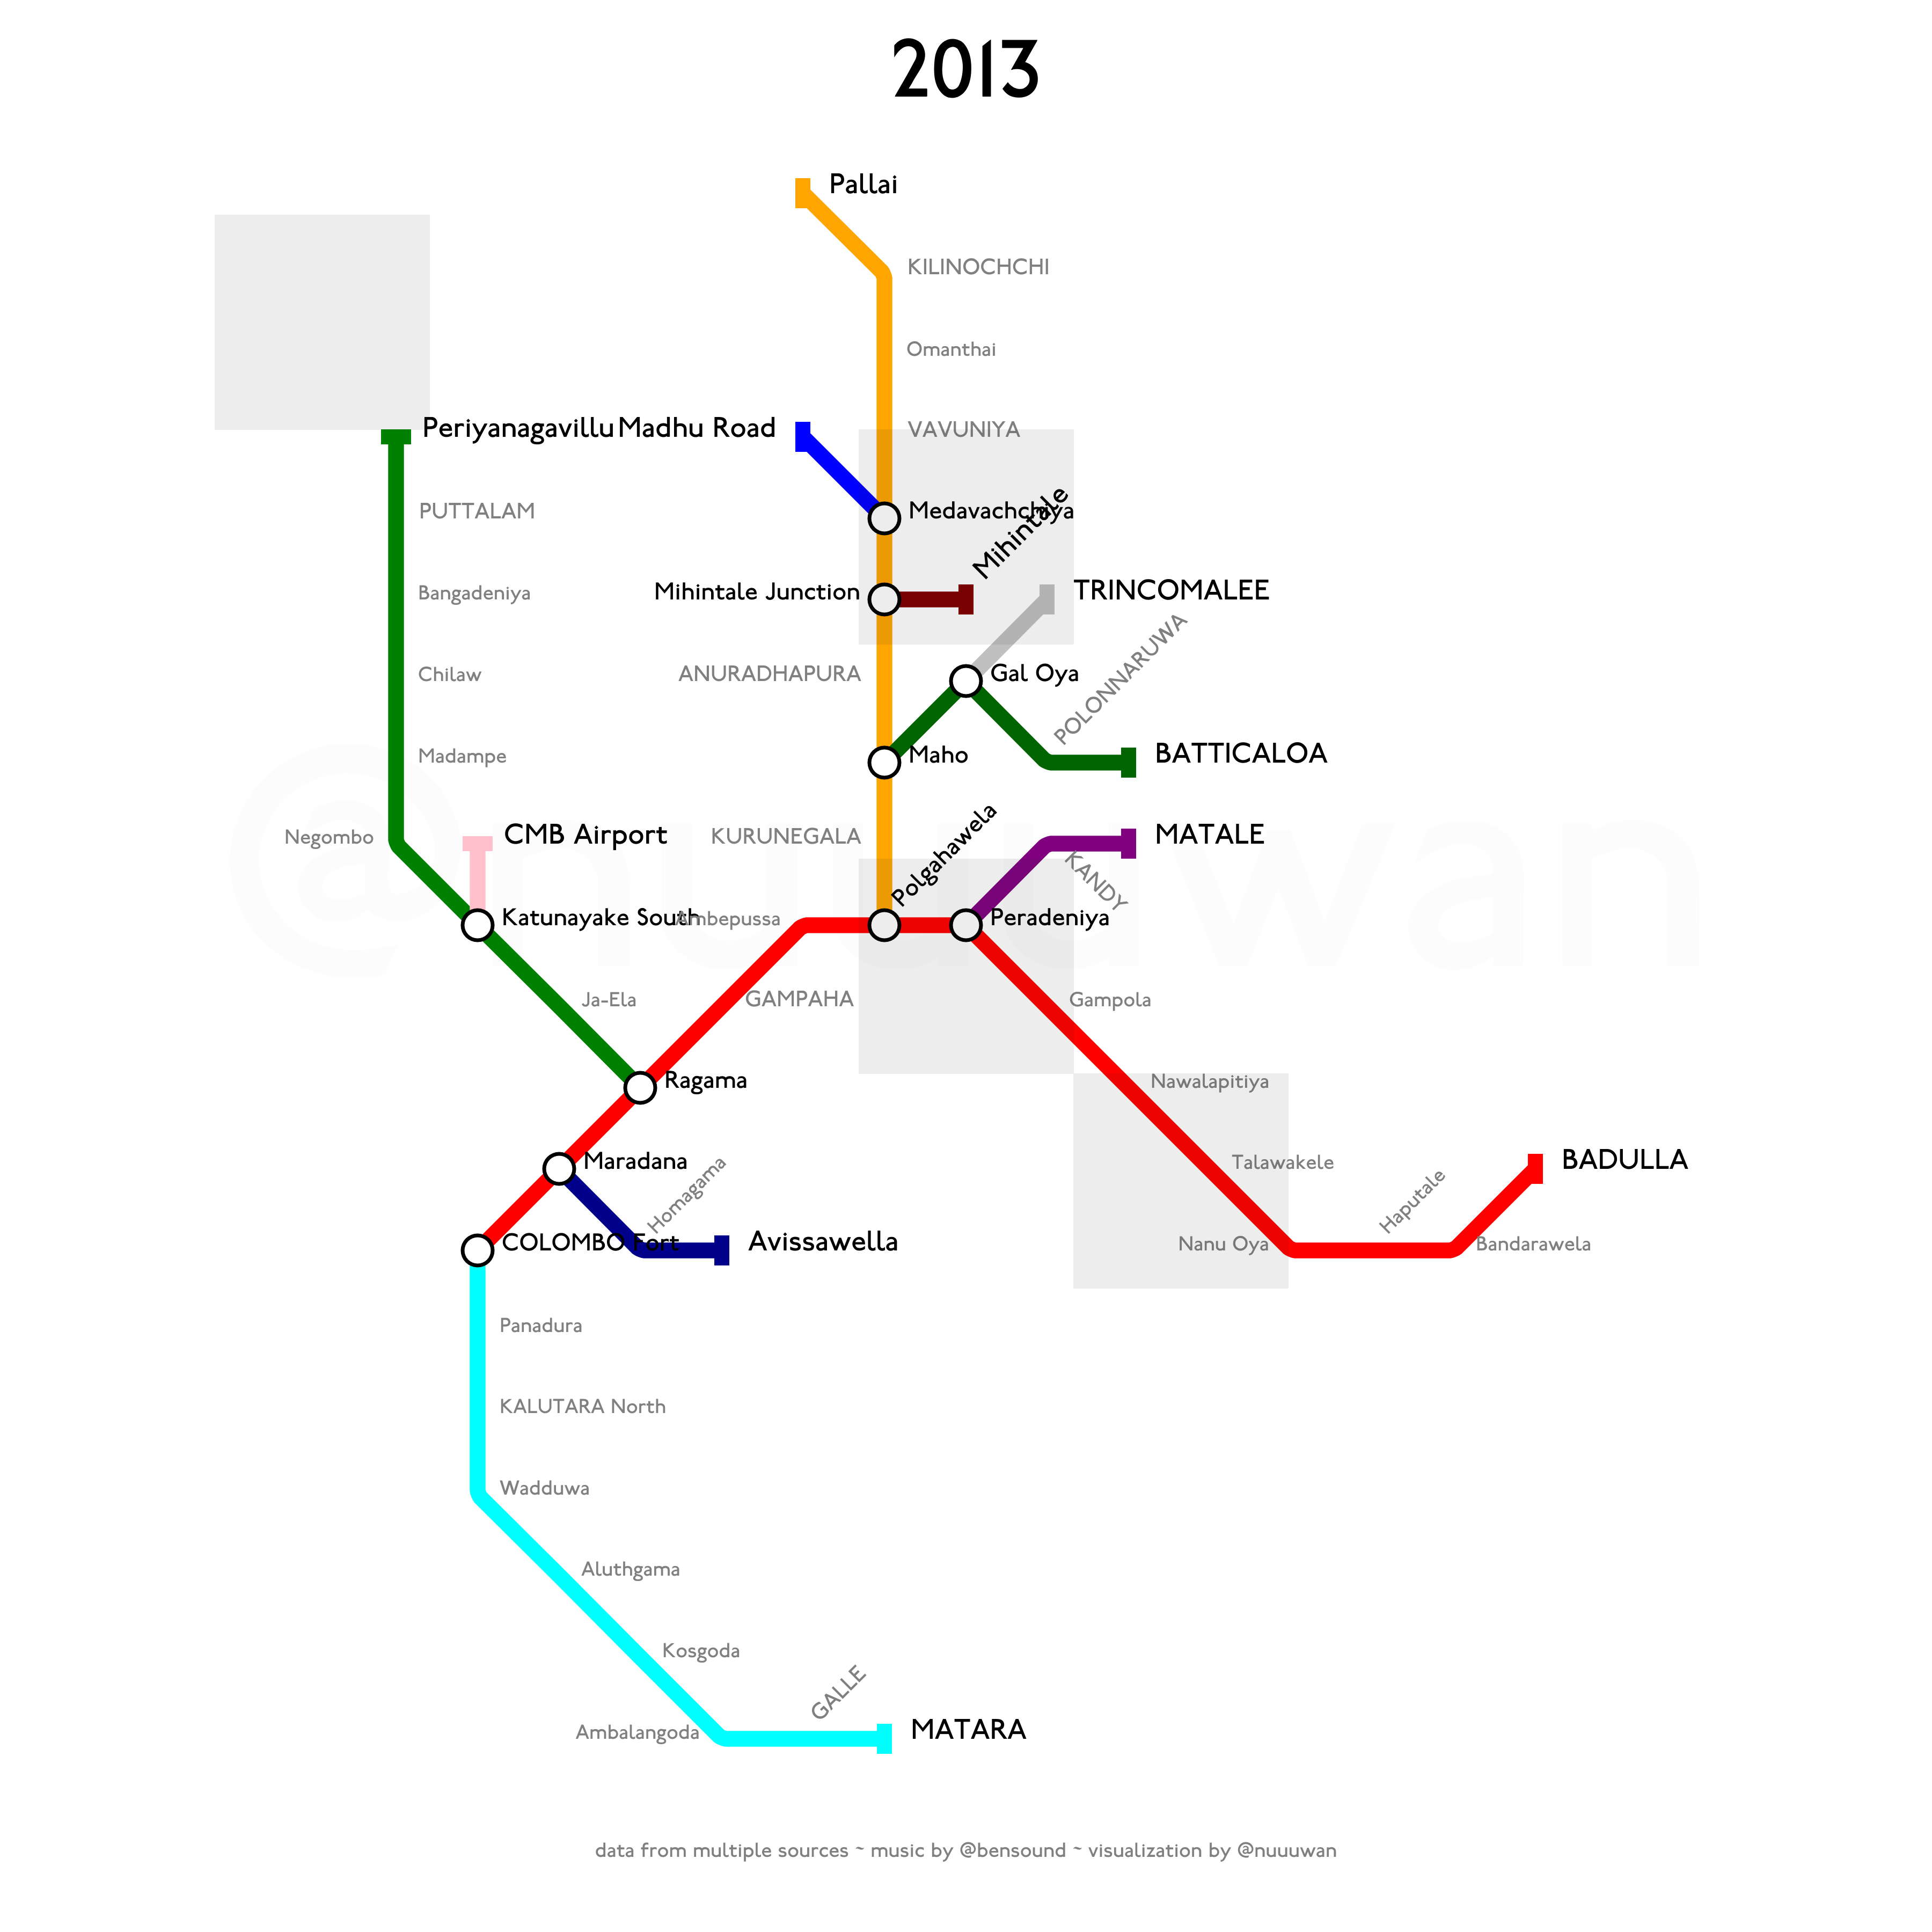 2013
Pallai
KILINOCHCHI
Omanthai
Periyanagavillu
Madhu Road
VAVUNIYA
PUTTALAM
Medavachchiya
Mihintale
Bangadeniya
Mihintale Junction
TRINCOMALEE
Chilaw
ANURADHAPURA
Gal Oya
POLONNARUWA
Madampe
Maho
BATTICALOA
Negombo
CMB Airport
KURUNEGALA
Polgahawela
MATALE
KANDY
Katunayake South
Ambepussa
Peradeniya
@nuuuwan
Ja-Ela
GAMPAHA
Gampola
Ragama
Nawalapitiya
Maradana
Homagama
Talawakele
Haputale
BADULLA
COLOMBO Fort
Avissawella
Nanu Oya
Bandarawela
Panadura
KALUTARA North
Wadduwa
Aluthgama
Kosgoda
GALLE
Ambalangoda
MATARA
data from multiple sources ~ music by @bensound ~ visualization by @nuuuwan